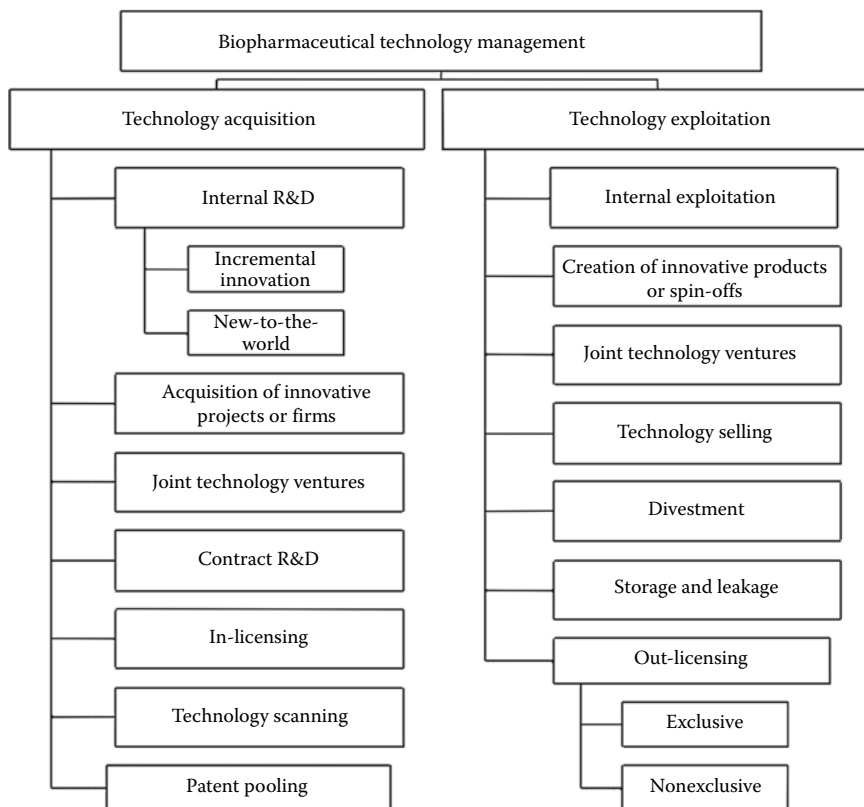 Biopharmaceutical technology management
Technology acquisition
Internal R&D
Incremental
innovation
New-to-the-
world
Acquisition of innovative
projects or firms
Joint technology ventures
Contract R&D
In-licensing
Technology scanning
Patent pooling
Technology exploitation
Internal exploitation
Creation of innovative products
or spin-offs
Joint technology ventures
Technology selling
Divestment
Storage and leakage
Out-licensing
Exclusive
Nonexclusive